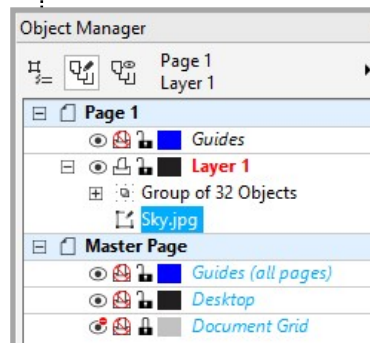 Object Manager
Page 1
Layer 1
Page 1
Guides
Layer 1
Group of 32 Objects
Sky.jpg
Master Page
Guides (all pages)
Desktop
Document Grid